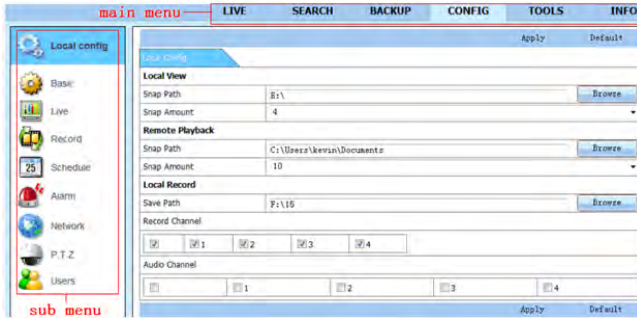 main menu
LIVE SEARCH BACKUP CONFIG TOOLS INFO
Apply Default
Local config
Local Config
Local View
Basic
Snap Path E:\ Browse
Live
Snap Amount 4
Remote Playback
Record
Snap Path C:\Users\kevin\Documents Browse
Schedule
25
Snap Amount 10
Local Record
Alarm
Save Path F:\15 Browse
Record Channel
Network
1 2 3 4
P.T.Z
Audio Channel
Users
1 2 3 4
sub menu
Apply Default